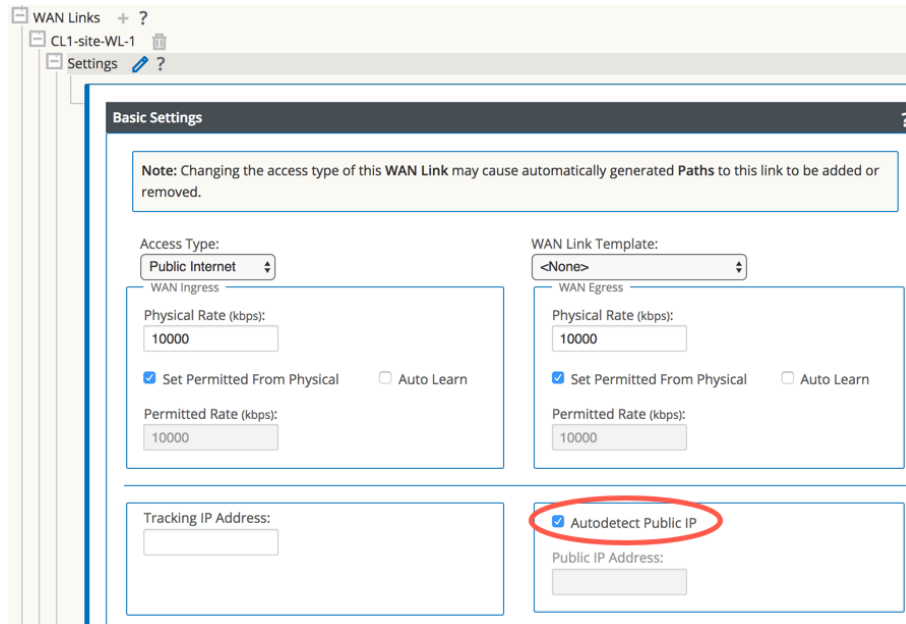 WAN Links + ?
CL1-site-WL-1
Settings ?
Basic Settings ?
Note: Changing the access type of this WAN Link may cause automatically generated Paths to this link to be added or
removed.
Access Type: WAN Link Template:
Public Internet <None>
WAN Ingress WAN Egress
Physical Rate (kbps): Physical Rate (kbps):
10000 10000
Set Permitted From Physical Auto Learn Set Permitted From Physical Auto Learn
Permitted Rate (kbps): Permitted Rate (kbps):
10000 10000
Tracking IP Address: Autodetect Public IP
Public IP Address: